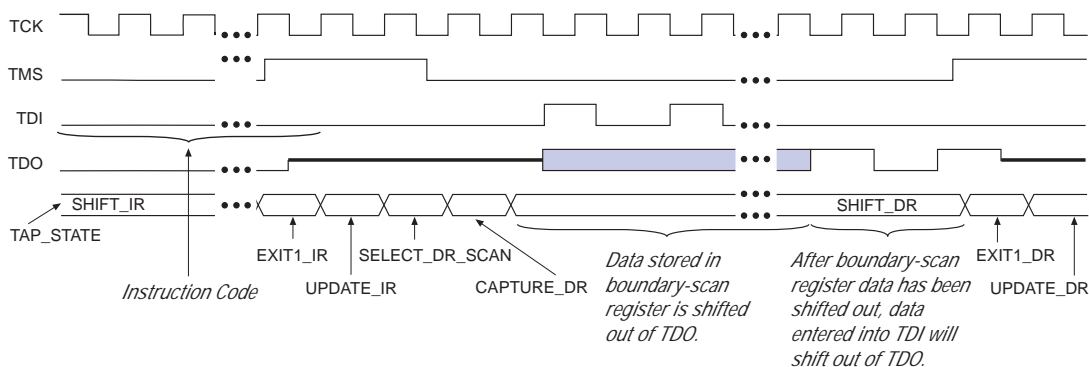 TCK
TMS
TDI
TDO
SHIFT_IR
SHIFT_DR
TAP_STATE
EXIT1_IR
SELECT_DR_SCAN
EXIT1_DR
Instruction Code
UPDATE_IR
CAPTURE_DR
UPDATE_DR
Data stored in
boundary-scan
register is shifted
out of TDO.
After boundary-scan
register data has been
shifted out, data
entered into TDI will
shift out of TDO.